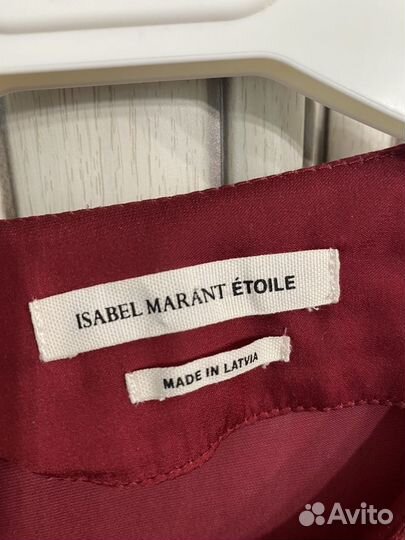 ISABEL MARANT ÉTOILE
MADE IN LATVIA
Avito